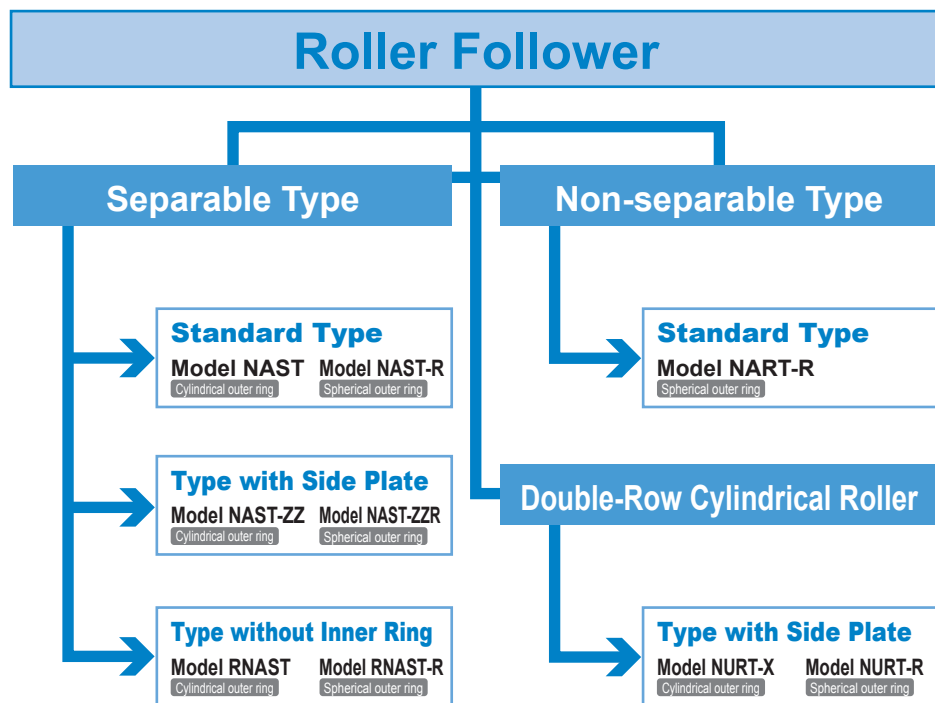 Roller Follower
Separable Type
Standard Type
Model NAST Model NAST-R
Cylindrical outer ring Spherical outer ring
Type with Side Plate
Model NAST-ZZ Model NAST-ZZR
Cylindrical outer ring Spherical outer ring
Type without Inner Ring
Model RNAST Model RNAST-R
Cylindrical outer ring Spherical outer ring
Non-separable Type
Standard Type
Model NART-R
Spherical outer ring
Double-Row Cylindrical Roller
Type with Side Plate
Model NURT-X Model NURT-R
Cylindrical outer ring Spherical outer ring